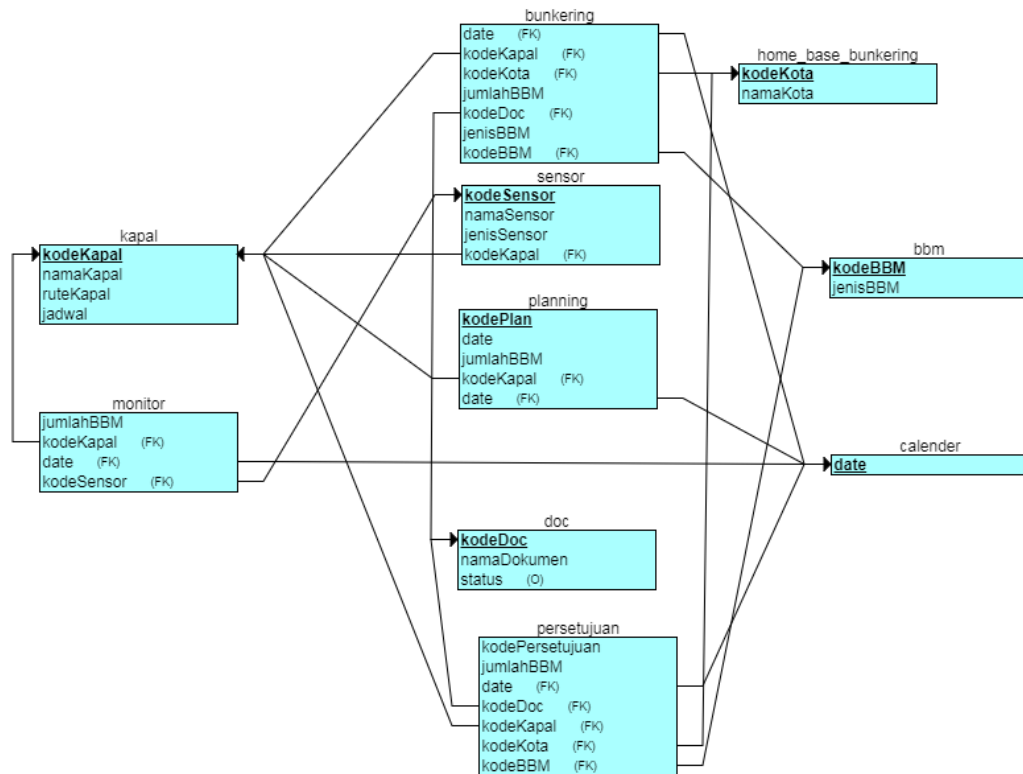 bunkering
date (FK)
kodeKapal (FK)
kodeKota (FK)
jumlahBBM
kodeDoc (FK)
jenisBBM
kodeBBM (FK)
home_base_bunkering
kodeKota
namaKota
sensor
kodeSensor
namaSensor
jenisSensor
kodeKapal (FK)
kapal
kodeKapal
namaKapal
ruteKapal
jadwal
bbm
kodeBBM
jenisBBM
planning
kodePlan
date
jumlahBBM
kodeKapal (FK)
date (FK)
monitor
jumlahBBM
kodeKapal (FK)
date (FK)
kodeSensor (FK)
calender
date
doc
kodeDoc
namaDokumen
status (O)
persetujuan
kodePersetujuan
jumlahBBM
date (FK)
kodeDoc (FK)
kodeKapal (FK)
kodeKota (FK)
kodeBBM (FK)